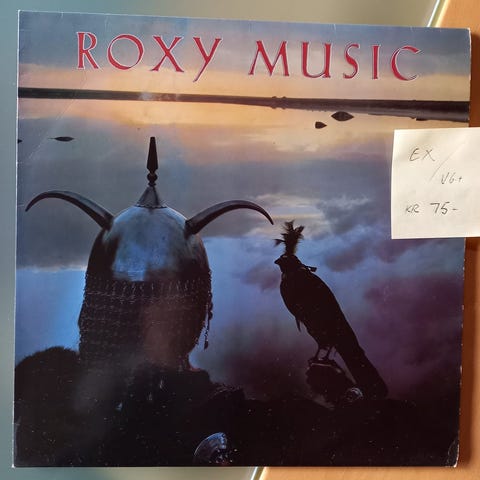 ROXY MUSIC
EX
/ VG+
KR 75-